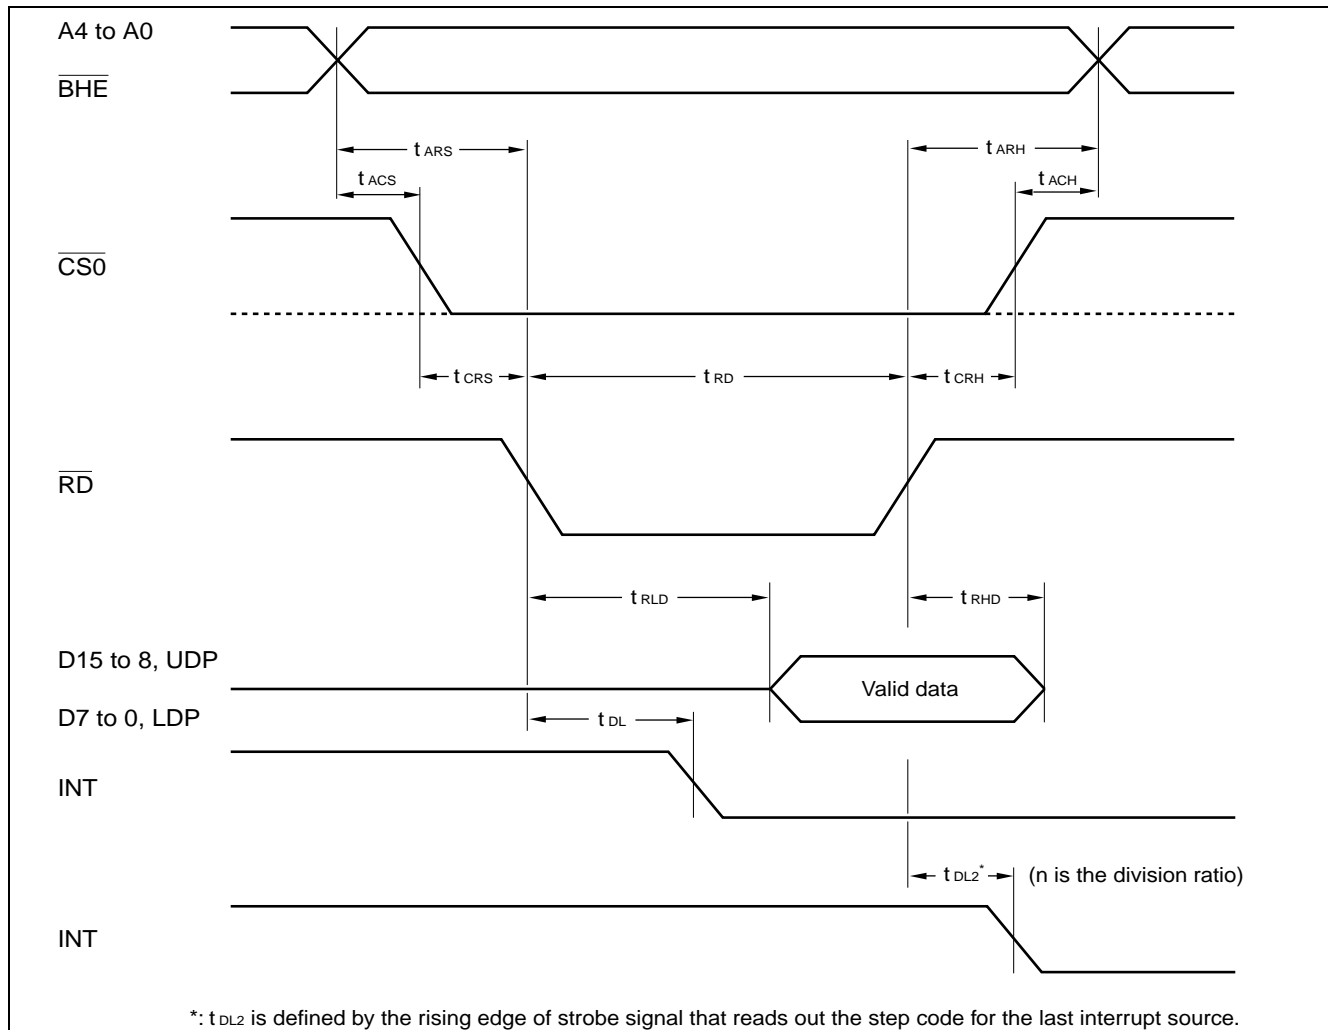 A4 to A0
BHE
t ARS
t ARH
t ACS
t ACH
CS0
t CRS
t RD
t CRH
RD
t RLD
t RHD
D15 to 8, UDP
Valid data
D7 to 0, LDP
t DL
INT
t DL2* (n is the division ratio)
INT
*: t DL2 is defined by the rising edge of strobe signal that reads out the step code for the last interrupt source.